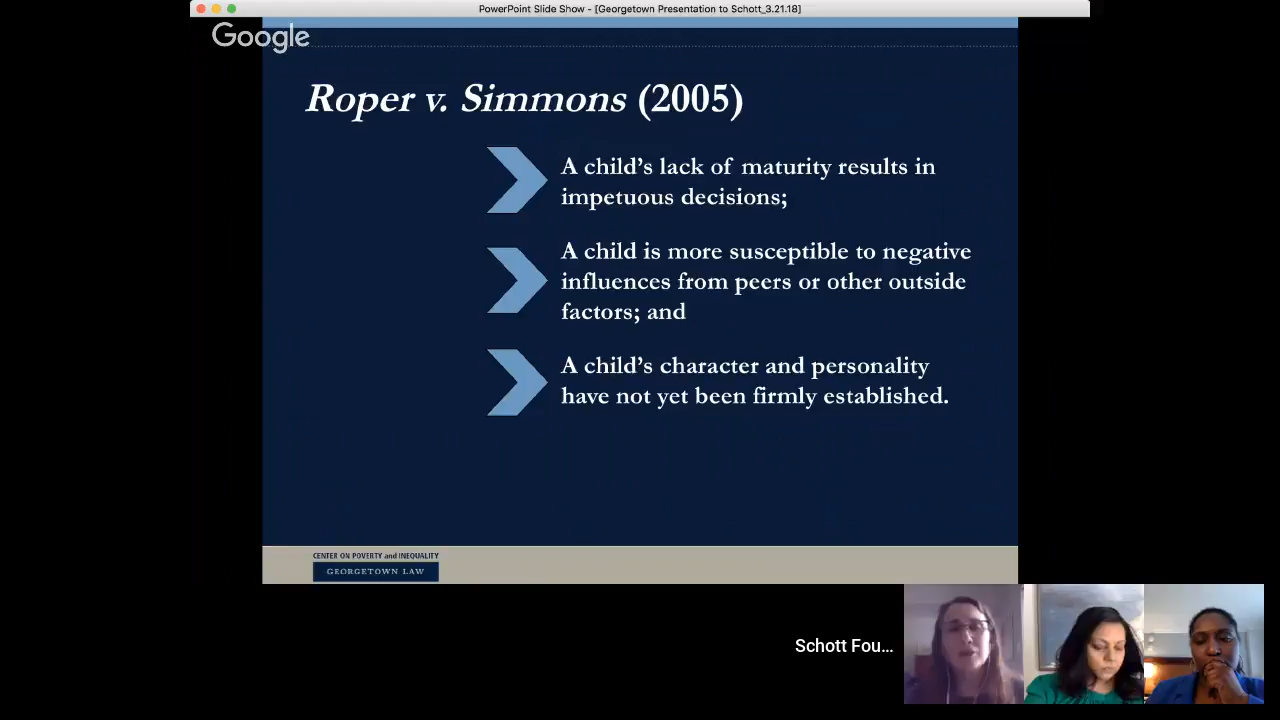 PowerPoint Slide Show - [Georgetown Presentation to Schott_3.21.18]
Google
Roper v. Simmons (2005)
A child's lack of maturity results in
impetuous decisions;
A child is more susceptible to negative
influences from peers or other outside
factors; and
A child's character and personality
have not yet been firmly established.
CENTER ON POVERTY and INEQUALITY
GEORGETOWN LAW
Schott Fou...